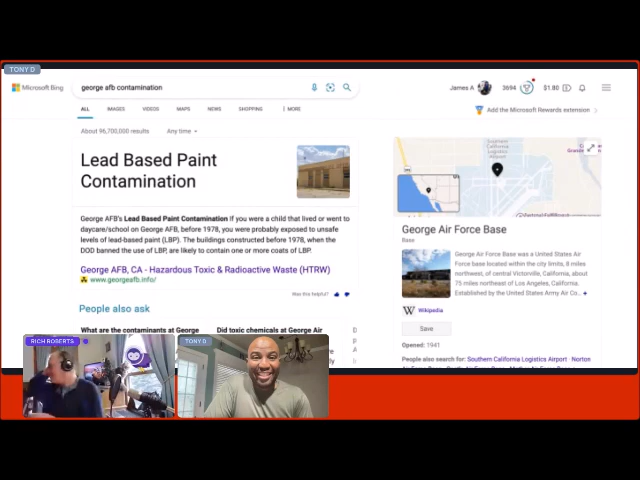 TONY D
Microsoft Bing
george afb contamination
James A
3694
$1.80
ALL IMAGES VIDEOS MAPS NEWS SHOPPING MORE
Add the Microsoft Rewards extension
About 96,700,000 results
Any time
Lead Based Paint
Contamination
George AFB's Lead Based Paint Contamination If you were a child that lived or went to
daycare/school on George AFB, before 1978, you were probably exposed to unsafe
levels of lead-based paint (LBP). The buildings constructed before 1978, when the
DOD banned the use of LBP, are likely to contain one or more coats of LBP.
George AFB, CA - Hazardous Toxic & Radioactive Waste (HTRW)
www.georgeafb.info/
Was this helpful?
People also ask
What are the contaminants at George
Did toxic chemicals at George Air
Southern
California
Logistics
Airport
George Air Force Base
Base
George Air Force Base was a United States Air
Force base located within the city limits, 8 miles
northwest, of central Victorville, California, about
75 miles northeast of Los Angeles, California.
Established by the United States Army Air Co...
Wikipedia
Save
Opened: 1941
People also search for: Southern California Logistics Airport · Norton
RICH ROBERTS
TONY D